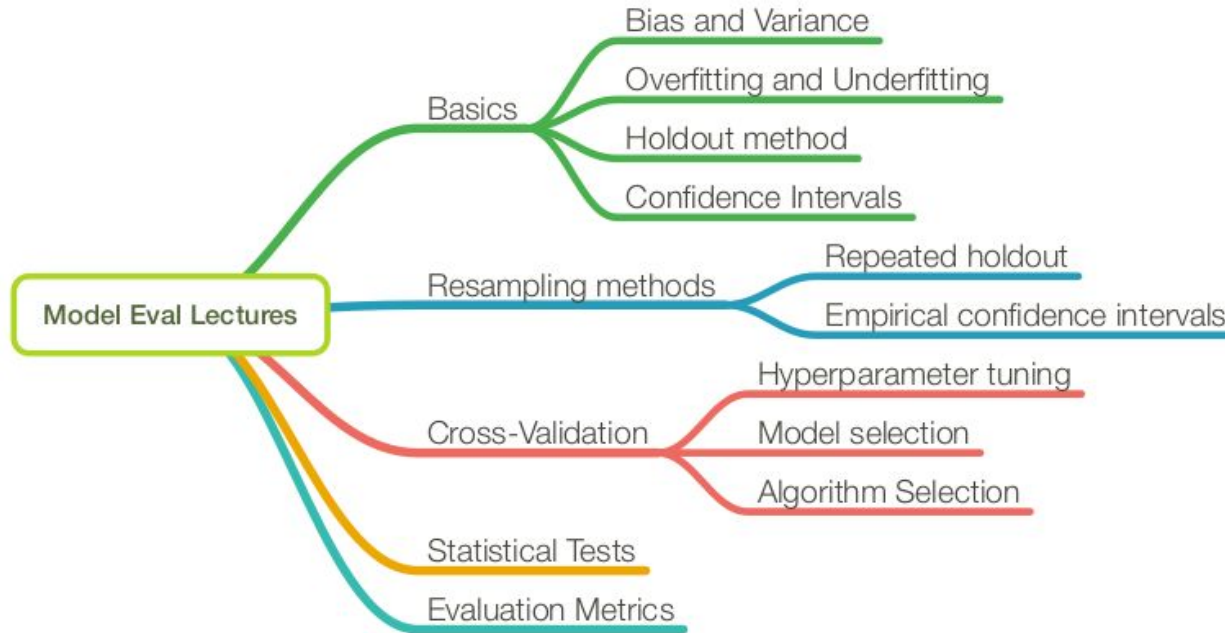 Model Eval Lectures
Basics
Bias and Variance
Overfitting and Underfitting
Holdout method
Confidence Intervals
Resampling methods
Repeated holdout
Empirical confidence intervals
Cross-Validation
Hyperparameter tuning
Model selection
Algorithm Selection
Statistical Tests
Evaluation Metrics